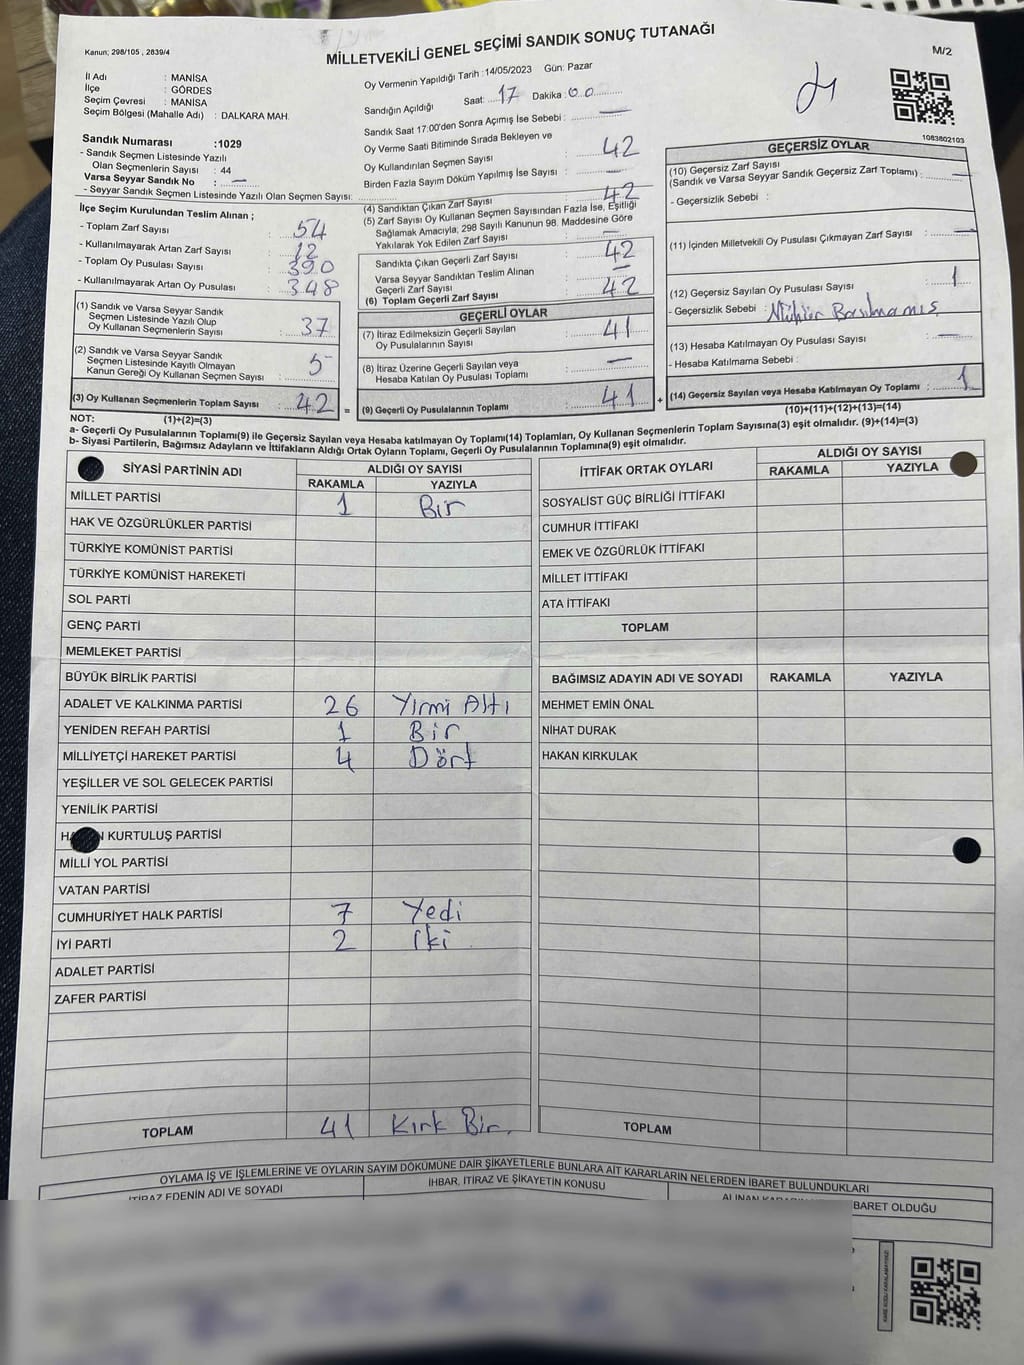 Kanun; 298/105 , 2839/4
MİLLETVEKİLİ GENEL SEÇİMİ SANDIK SONUÇ TUTANAĞI
M/2
İl Adı : MANİSA
İlçe : GÖRDES
Seçim Çevresi : MANİSA
Seçim Bölgesi (Mahalle Adı) : DALKARA MAH.
Sandık Numarası :1029
- Sandık Seçmen Listesinde Yazılı
Olan Seçmenlerin Sayısı : 44
Varsa Seyyar Sandık No : —
- Seyyar Sandık Seçmen Listesinde Yazılı Olan Seçmen Sayısı:
Oy Vermenin Yapıldığı Tarih :14/05/2023 Gün: Pazar
Sandığın Açıldığı Saat: 17 Dakika :00
Sandık Saat 17:00'den Sonra Açımış İse Sebebi : —
Oy Verme Saati Bitiminde Sırada Bekleyen ve
Oy Kullandırılan Seçmen Sayısı : 42
Birden Fazla Sayım Döküm Yapılmış İse Sayısı : —
1083802103
İlçe Seçim Kurulundan Teslim Alınan ;
- Toplam Zarf Sayısı : 54
- Kullanılmayarak Artan Zarf Sayısı : 12
- Toplam Oy Pusulası Sayısı : 390
- Kullanılmayarak Artan Oy Pusulası : 348
(1) Sandık ve Varsa Seyyar Sandık
Seçmen Listesinde Yazılı Olup
Oy Kullanan Seçmenlerin Sayısı : 37
(2) Sandık ve Varsa Seyyar Sandık
Seçmen Listesinde Kayıtlı Olmayan
Kanun Gereği Oy Kullanan Seçmen Sayısı : 5
(3) Oy Kullanan Seçmenlerin Toplam Sayısı : 42 =
(1)+(2)=(3)
(4) Sandıktan Çıkan Zarf Sayısı : 42
(5) Zarf Sayısı Oy Kullanan Seçmen Sayısından Fazla İse, Eşitliği
Sağlamak Amacıyla; 298 Sayılı Kanunun 98. Maddesine Göre
Yakılarak Yok Edilen Zarf Sayısı : —
Sandıkta Çıkan Geçerli Zarf Sayısı : 42
Varsa Seyyar Sandıktan Teslim Alınan
Geçerli Zarf Sayısı : —
(6) Toplam Geçerli Zarf Sayısı : 42
GEÇERLİ OYLAR
(7) İtiraz Edilmeksizin Geçerli Sayılan
Oy Pusulalarının Sayısı : 41
(8) İtiraz Üzerine Geçerli Sayılan veya
Hesaba Katılan Oy Pusulası Toplamı : —
(9) Geçerli Oy Pusulalarının Toplamı : 41 +
GEÇERSİZ OYLAR
(10) Geçersiz Zarf Sayısı
(Sandık ve Varsa Seyyar Sandık Geçersiz Zarf Toplamı) : —
- Geçersizlik Sebebi :
(11) İçinden Milletvekili Oy Pusulası Çıkmayan Zarf Sayısı : —
(12) Geçersiz Sayılan Oy Pusulası Sayısı : 1
- Geçersizlik Sebebi : Mühür Basılmamış
(13) Hesaba Katılmayan Oy Pusulası Sayısı : —
- Hesaba Katılmama Sebebi :
(14) Geçersiz Sayılan veya Hesaba Katılmayan Oy Toplamı : 1
(10)+(11)+(12)+(13)=(14)
NOT:
a- Geçerli Oy Pusulalarının Toplamı(9) ile Geçersiz Sayılan veya Hesaba katılmayan Oy Toplamı(14) Toplamları, Oy Kullanan Seçmenlerin Toplam Sayısına(3) eşit olmalıdır. (9)+(14)=(3)
b- Siyasi Partilerin, Bağımsız Adayların ve İttifakların Aldığı Ortak Oyların Toplamı, Geçerli Oy Pusulalarının Toplamına(9) eşit olmalıdır.
SİYASİ PARTİNİN ADI ALDIĞI OY SAYISI
RAKAMLA YAZIYLA
MİLLET PARTİSİ 1 Bir
HAK VE ÖZGÜRLÜKLER PARTİSİ
TÜRKİYE KOMÜNİST PARTİSİ
TÜRKİYE KOMÜNİST HAREKETİ
SOL PARTİ
GENÇ PARTİ
MEMLEKET PARTİSİ
BÜYÜK BİRLİK PARTİSİ
ADALET VE KALKINMA PARTİSİ 26 Yirmi Altı
YENİDEN REFAH PARTİSİ 1 Bir
MİLLİYETÇİ HAREKET PARTİSİ 4 Dört
YEŞİLLER VE SOL GELECEK PARTİSİ
YENİLİK PARTİSİ
KURTULUŞ PARTİSİ
MİLLİ YOL PARTİSİ
VATAN PARTİSİ
CUMHURİYET HALK PARTİSİ 7 Yedi
İYİ PARTİ 2 İki
ADALET PARTİSİ
ZAFER PARTİSİ
TOPLAM 41 Kırk Bir.
İTTİFAK ORTAK OYLARI ALDIĞI OY SAYISI
RAKAMLA YAZIYLA
SOSYALİST GÜÇ BİRLİĞİ İTTİFAKI
CUMHUR İTTİFAKI
EMEK VE ÖZGÜRLÜK İTTİFAKI
MİLLET İTTİFAKI
ATA İTTİFAKI
TOPLAM
BAĞIMSIZ ADAYIN ADI VE SOYADI RAKAMLA YAZIYLA
MEHMET EMİN ÖNAL
NİHAT DURAK
HAKAN KIRKULAK
TOPLAM
OYLAMA İŞ VE İŞLEMLERİNE VE OYLARIN SAYIM DÖKÜMÜNE DAİR ŞİKAYETLERLE BUNLARA AİT KARARLARIN NELERDEN İBARET BULUNDUKLARI
İTİRAZ EDENİN ADI VE SOYADI
İHBAR, İTİRAZ VE ŞİKAYETİN KONUSU
BARET OLDUĞU